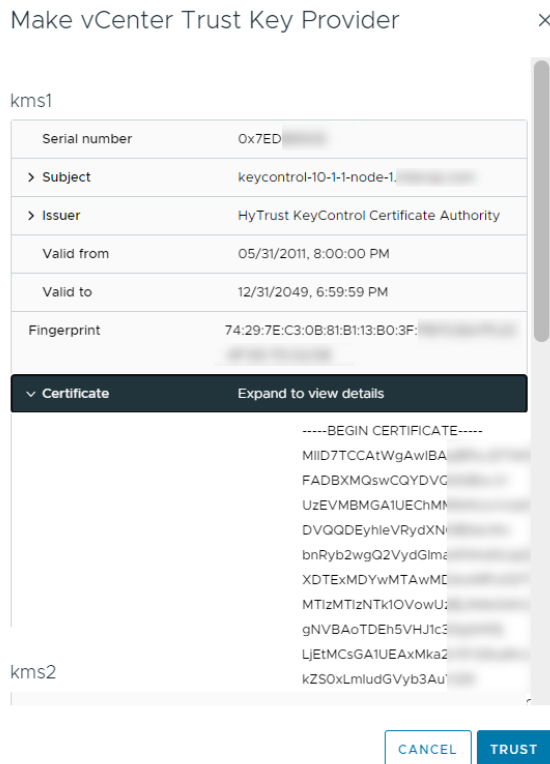 Make vCenter Trust Key Provider
kms1
Serial number 0x7ED
Subject keycontrol-10-1-1-node-1.
Issuer HyTrust KeyControl Certificate Authority
Valid from 05/31/2011, 8:00:00 PM
Valid to 12/31/2049, 6:59:59 PM
Fingerprint 74:29:7E:C3:0B:81:B1:13:B0:3F:
Certificate Expand to view details
-----BEGIN CERTIFICATE-----
MIID7TCCAtWgAwIBA
FADBXMQswCQYDVQ
UzEVMBMGA1UEChM
DVQQDEyhIeVRydXN
bnRyb2wgQ2VydGlma
XDTExMDYwMTAwMD
MTIzMTIzNTk1OVowUz
gNVBAoTDEh5VHJ1c3
LjEtMCsGA1UEAxMka2
kZS0xLmludGVyb3Au
kms2
CANCEL
TRUST